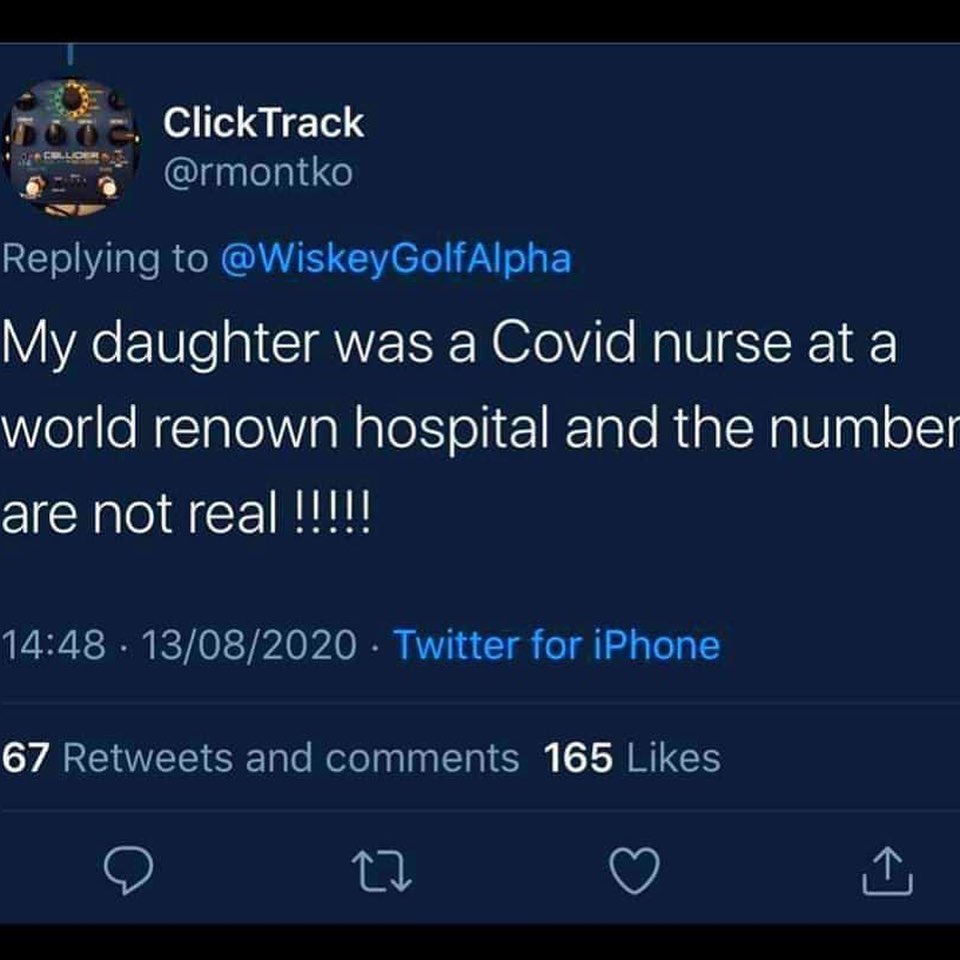 COLLIDER
ClickTrack
@rmontko
Replying to @WiskeyGolfAlpha
My daughter was a Covid nurse at a
world renown hospital and the number
are not real !!!!!
14:48 · 13/08/2020 · Twitter for iPhone
67 Retweets and comments 165 Likes